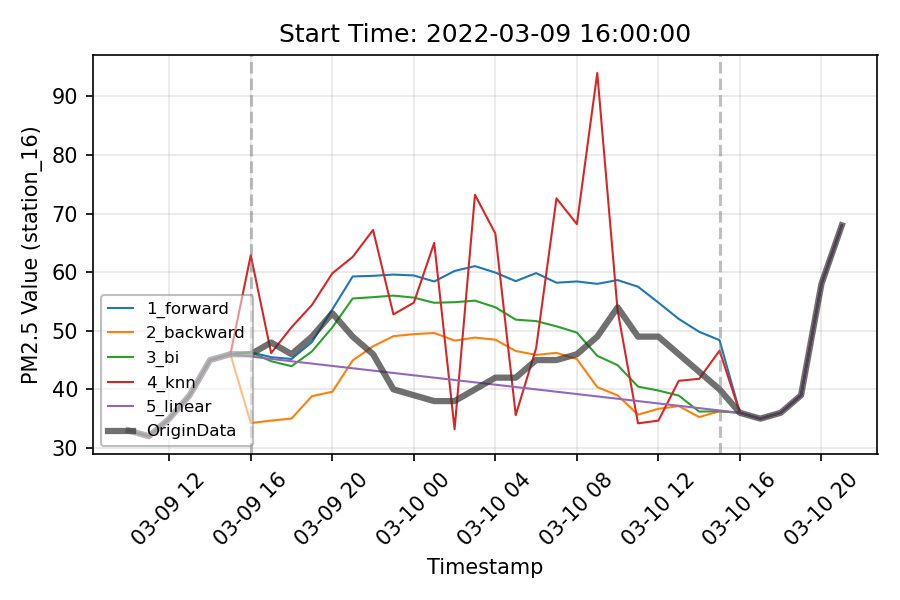 Start Time: 2022-03-09 16:00:00
PM2.5 Value (station_16)
90
80
70
60
50
40
30
1_forward
2_backward
3_bi
4_knn
5_linear
OriginData
03-09 12
03-09 16
03-09 20
03-10 00
03-10 04
03-10 08
03-10 12
03-10 16
03-10 20
Timestamp